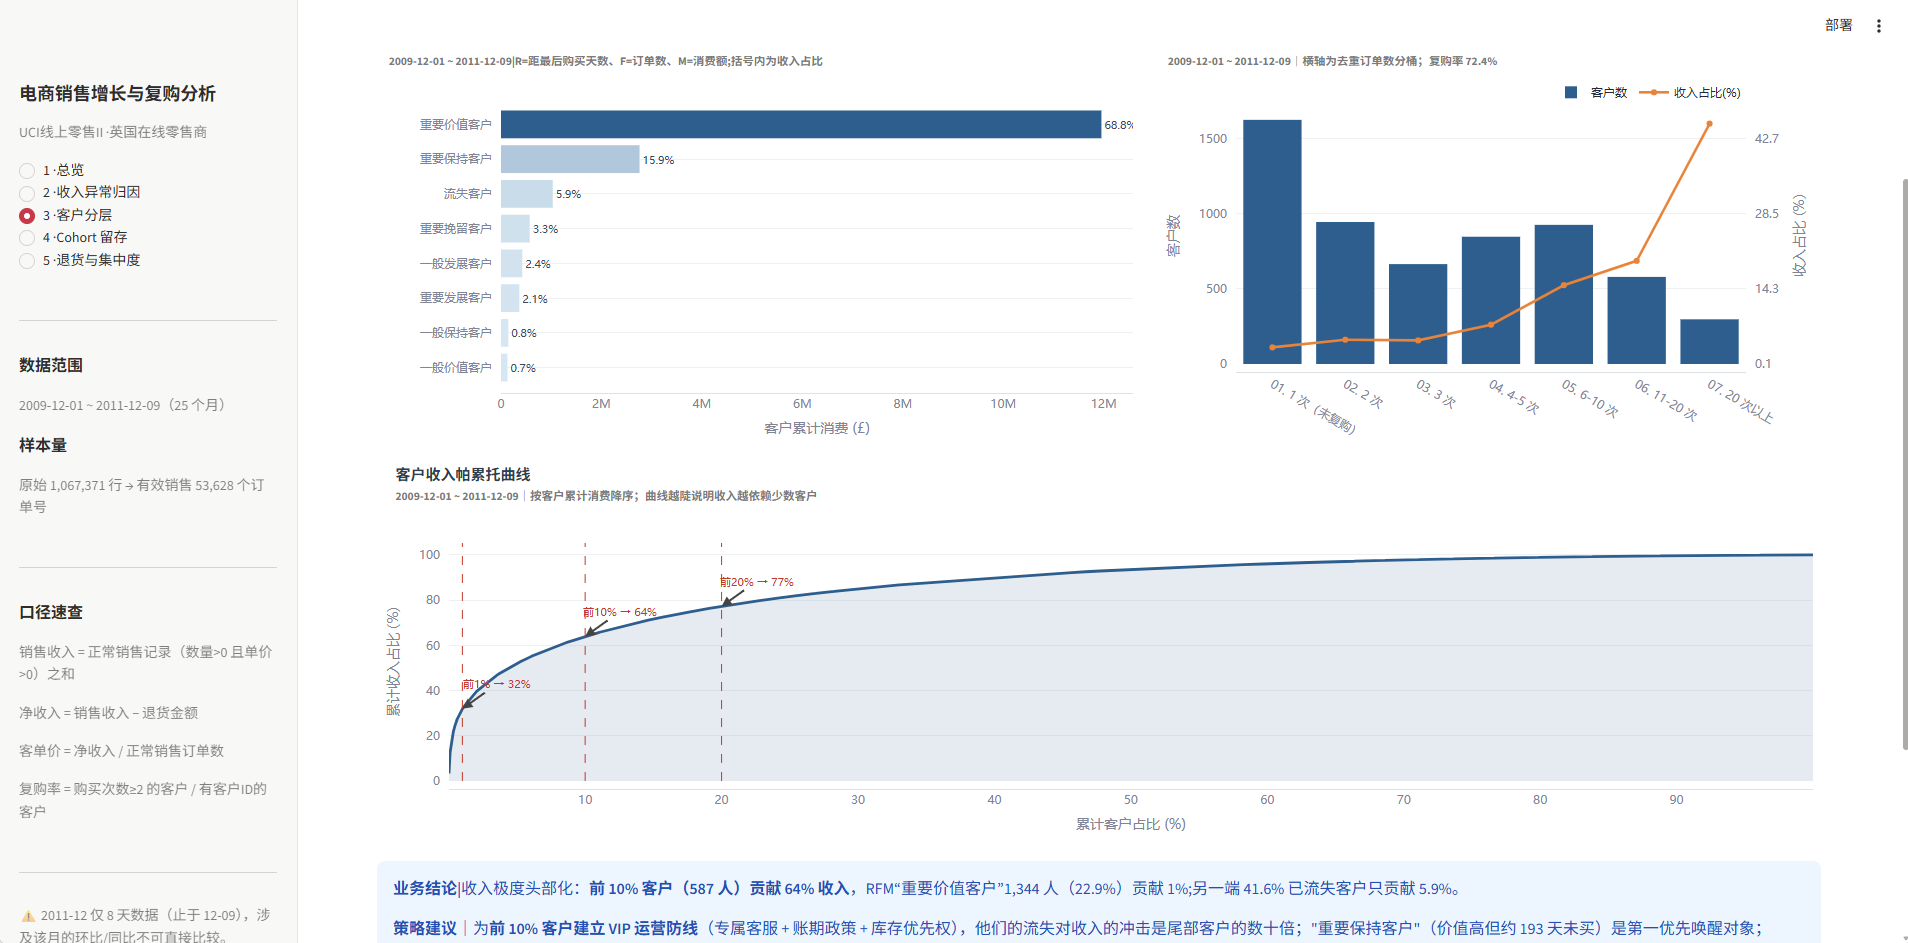 部署
电商销售增长与复购分析
UCI线上零售II ·英国在线零售商
1 ·总览
2 ·收入异常归因
3 ·客户分层
4 ·Cohort 留存
5 ·退货与集中度
数据范围
2009-12-01 ~ 2011-12-09（25 个月）
样本量
原始 1,067,371 行 → 有效销售 53,628 个订
单号
口径速查
销售收入 = 正常销售记录（数量>0 且单价
>0）之和
净收入 = 销售收入 − 退货金额
客单价 = 净收入 / 正常销售订单数
复购率 = 购买次数≥2 的客户 / 有客户ID的
客户
⚠️ 2011-12 仅 8 天数据（止于 12-09），涉
及该月的环比/同比不可直接比较。
2009-12-01 ~ 2011-12-09|R=距最后购买天数、F=订单数、M=消费额;括号内为收入占比
重要价值客户 68.8%
重要保持客户 15.9%
流失客户 5.9%
重要挽留客户 3.3%
一般发展客户 2.4%
重要发展客户 2.1%
一般保持客户 0.8%
一般价值客户 0.7%
0 2M 4M 6M 8M 10M 12M
客户累计消费 (£)
2009-12-01 ~ 2011-12-09｜横轴为去重订单数分桶；复购率 72.4%
客户数 收入占比(%)
1500 42.7
1000 28.5
500 14.3
0 0.1
客户数
收入占比 (%)
01. 1 次（未复购） 02. 2 次 03. 3 次 04. 4-5 次 05. 6-10 次 06. 11-20 次 07. 20 次以上
客户收入帕累托曲线
2009-12-01 ~ 2011-12-09｜按客户累计消费降序；曲线越陡说明收入越依赖少数客户
100
80
60
40
20
0
累计收入占比 (%)
前20% → 77%
前10% → 64%
前1% → 32%
10 20 30 40 50 60 70 80 90
累计客户占比 (%)
业务结论|收入极度头部化：前 10% 客户（587 人）贡献 64% 收入，RFM“重要价值客户”1,344 人（22.9%）贡献 1%;另一端 41.6% 已流失客户只贡献 5.9%。
策略建议｜为前 10% 客户建立 VIP 运营防线（专属客服 + 账期政策 + 库存优先权），他们的流失对收入的冲击是尾部客户的数十倍；"重要保持客户"（价值高但约 193 天未买）是第一优先唤醒对象；